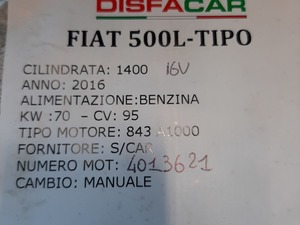 DISFACAR
FIAT 500L-TIPO
CILINDRATA: 1400 16V
ANNO: 2016
ALIMENTAZIONE:BENZINA
KW :70 - CV: 95
TIPO MOTORE: 843 A1000
FORNITORE: S/CAR
NUMERO MOT: 4013621
CAMBIO: MANUALE